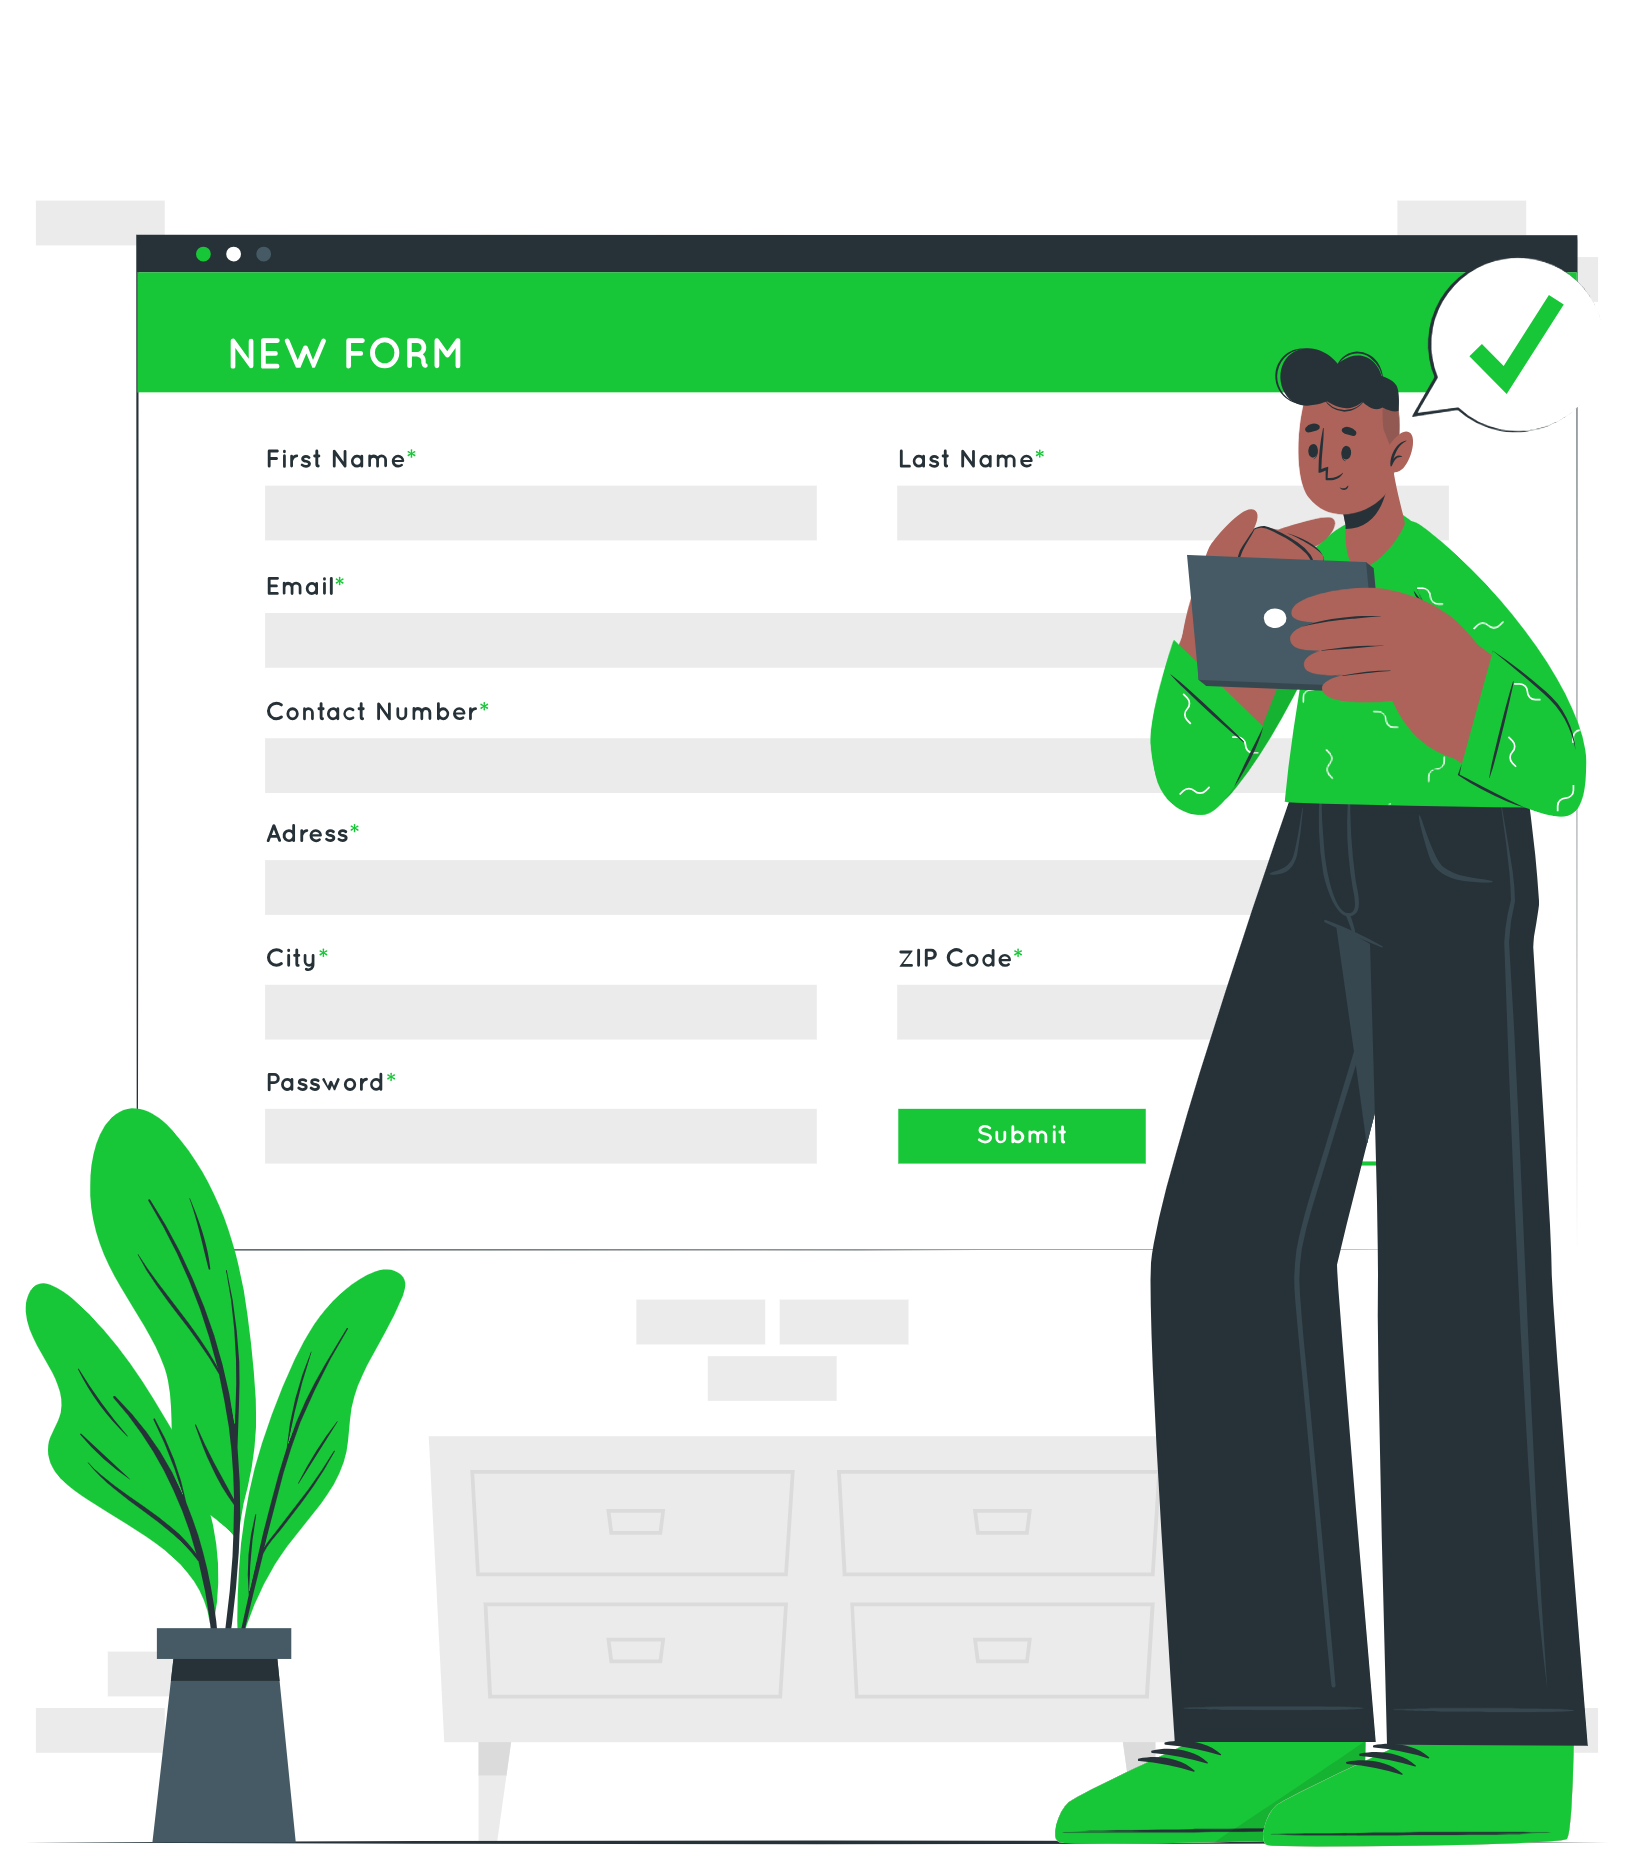 NEW FORM
First Name* Last Name*
Email*
Contact Number*
Adress*
City* ZIP Code*
Password*
Submit